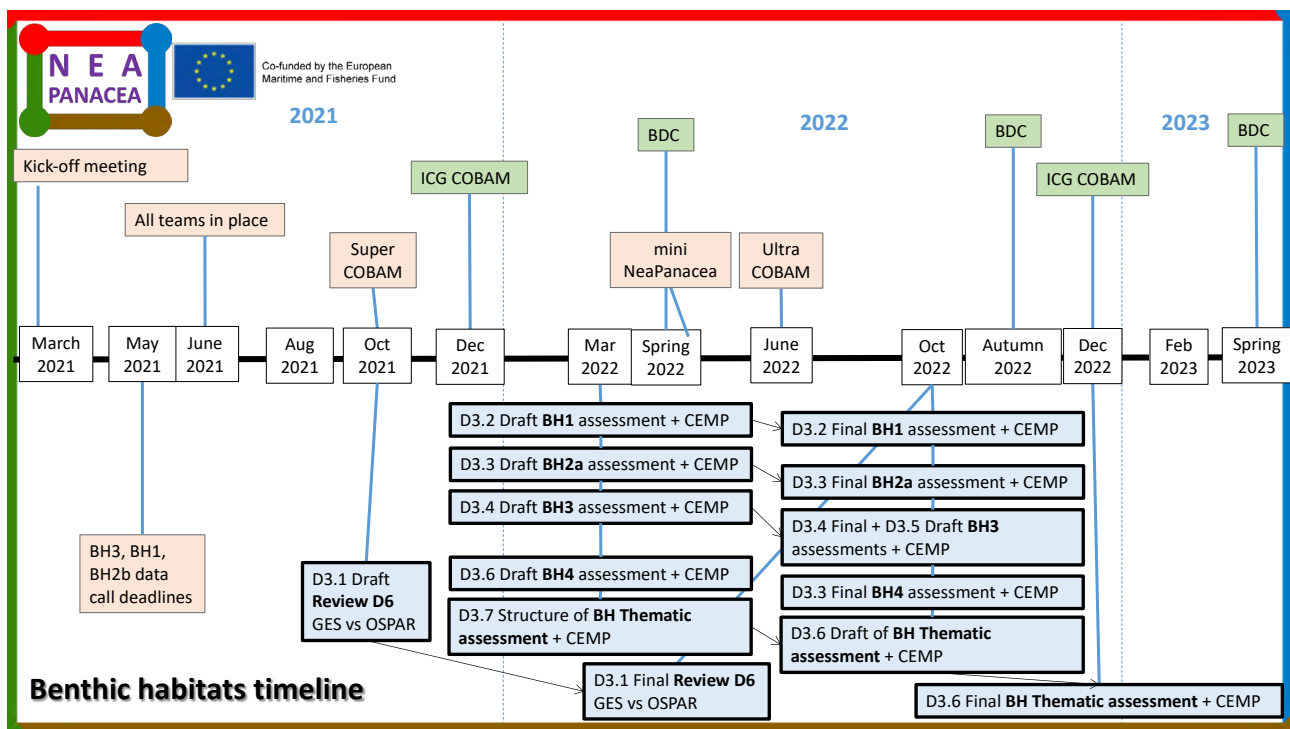 N E A
PANACEA
Co-funded by the European
Maritime and Fisheries Fund
2021
2022
2023
Kick-off meeting
All teams in place
Super
COBAM
ICG COBAM
BDC
mini
NeaPanacea
Ultra
COBAM
BDC
ICG COBAM
BDC
March
2021
May
2021
June
2021
Aug
2021
Oct
2021
Dec
2021
Mar
2022
Spring
2022
June
2022
Oct
2022
Autumn
2022
Dec
2022
Feb
2023
Spring
2023
BH3, BH1,
BH2b data
call deadlines
D3.1 Draft
Review D6
GES vs OSPAR
D3.2 Draft BH1 assessment + CEMP
D3.3 Draft BH2a assessment + CEMP
D3.4 Draft BH3 assessment + CEMP
D3.6 Draft BH4 assessment + CEMP
D3.7 Structure of BH Thematic
assessment + CEMP
D3.1 Final Review D6
GES vs OSPAR
D3.2 Final BH1 assessment + CEMP
D3.3 Final BH2a assessment + CEMP
D3.4 Final + D3.5 Draft BH3
assessments + CEMP
D3.3 Final BH4 assessment + CEMP
D3.6 Draft of BH Thematic
assessment + CEMP
D3.6 Final BH Thematic assessment + CEMP
Benthic habitats timeline